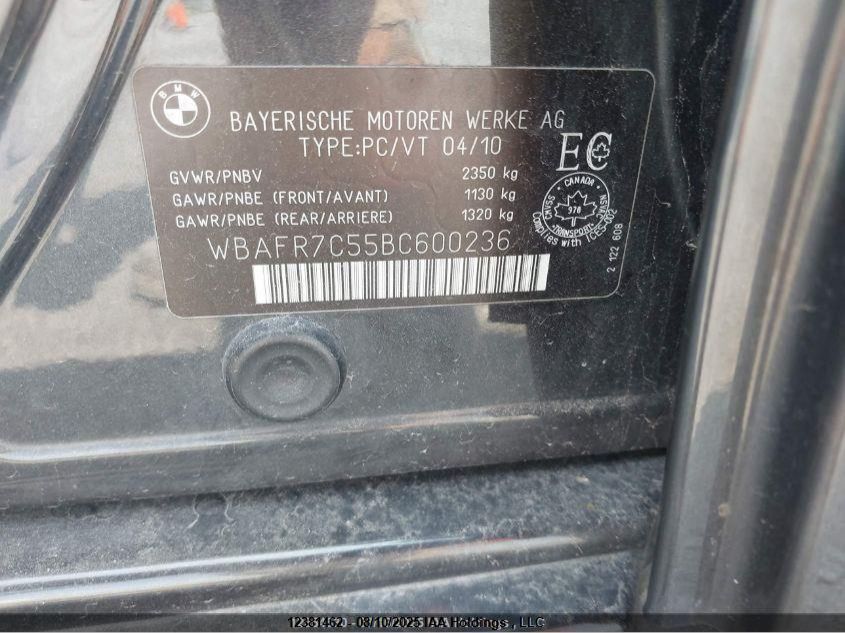 BMW
BAYERISCHE MOTOREN WERKE AG
TYPE:PC/VT 04/10
EC
GVWR/PNBV 2350 kg
GAWR/PNBE (FRONT/AVANT) 1130 kg
GAWR/PNBE (REAR/ARRIERE) 1320 kg
CANADA
978
TRANSPORT
Complies with ICES-002
2 122 608
WBAFR7C55BC600236
08/10/2025 IAA Holdings , LLC